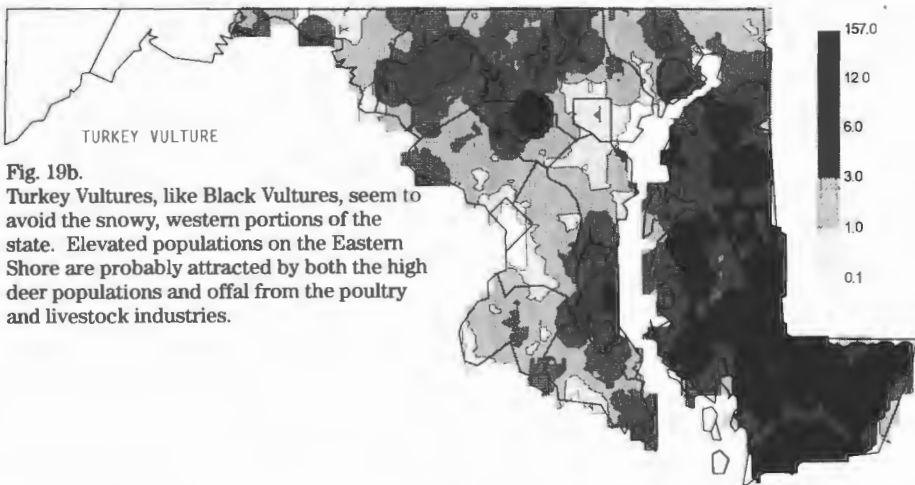 TURKEY VULTURE
Fig. 19b.
Turkey Vultures, like Black Vultures, seem to
avoid the snowy, western portions of the
state. Elevated populations on the Eastern
Shore are probably attracted by both the high
deer populations and offal from the poultry
and livestock industries.
157.0
12.0
6.0
3.0
1.0
0.1